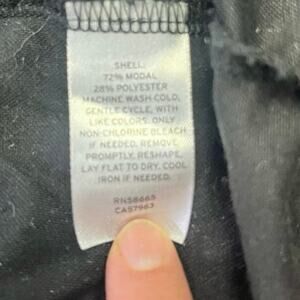 SHELL:
72% MODAL
28% POLYESTER
MACHINE WASH COLD,
GENTLE CYCLE, WITH
LIKE COLORS. ONLY
NON-CHLORINE BLEACH
IF NEEDED. REMOVE
PROMPTLY. RESHAPE,
LAY FLAT TO DRY. COOL
IRON IF NEEDED.
RN58665
CA57963